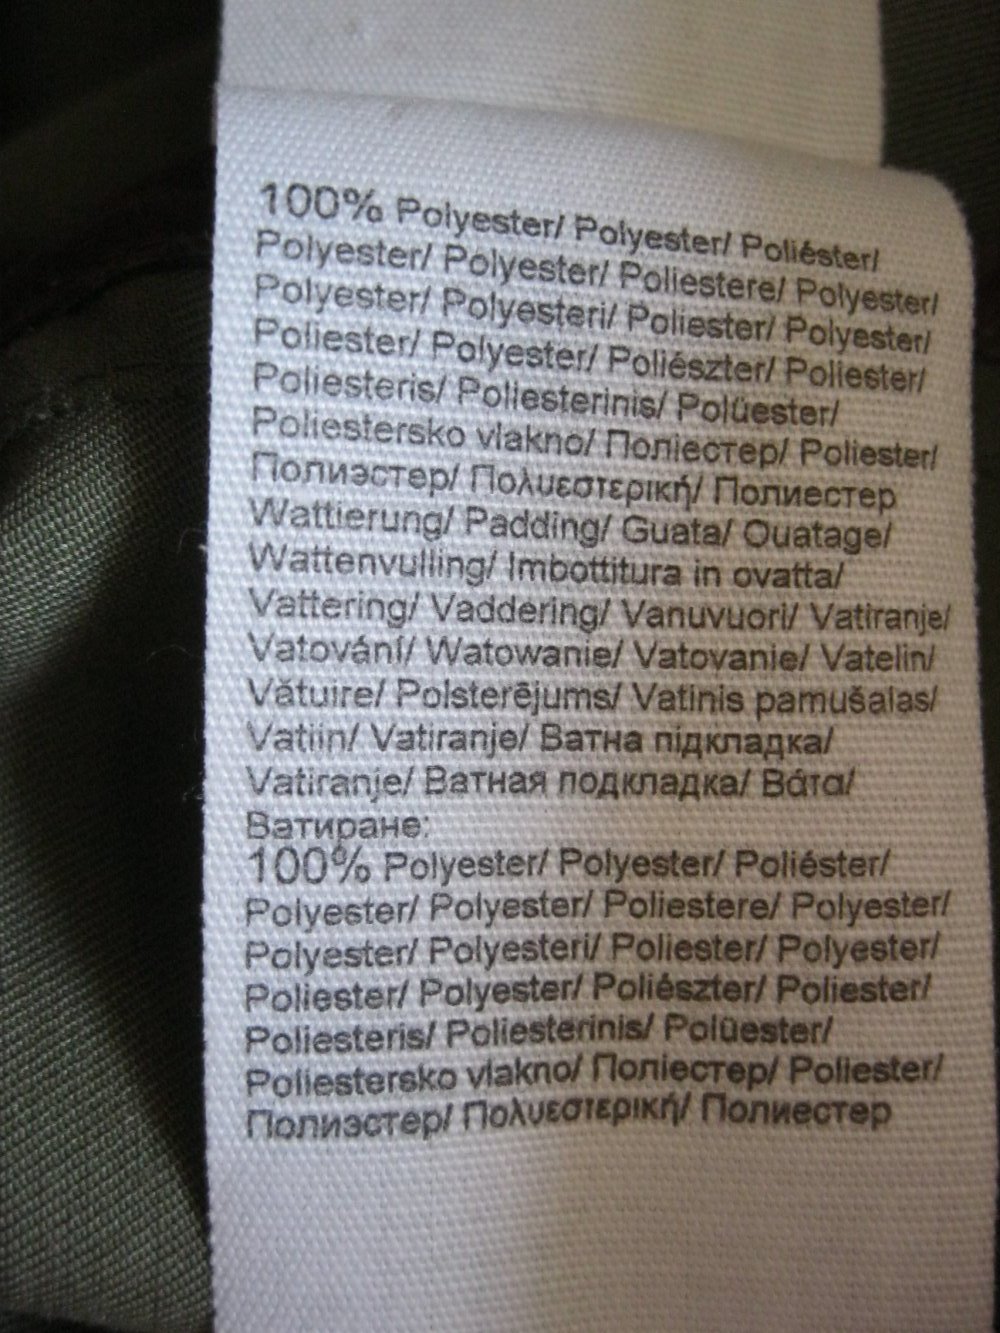 100% Polyester/ Polyester/ Poliéster/
Polyester/ Polyester/ Poliestere/ Polyester/
Polyester/ Polyesteri/ Poliester/ Polyester/
Poliester/ Polyester/ Poliészter/ Poliester/
Poliesteris/ Poliesterinis/ Polüester/
Poliestersko vlakno/ Поліестер/ Poliester/
Полиэстер/ Πολυεστερική/ Полиестер
Wattierung/ Padding/ Guata/ Ouatage/
Wattenvulling/ Imbottitura in ovatta/
Vattering/ Vaddering/ Vanuvuori/ Vatiranje/
Vatování/ Watowanie/ Vatovanie/ Vatelin/
Vătuire/ Polsterējums/ Vatinis pamušalas/
Vatiin/ Vatiranje/ Ватна підкладка/
Vatiranje/ Ватная подкладка/ Βάτα/
Ватиране:
100% Polyester/ Polyester/ Poliéster/
Polyester/ Polyester/ Poliestere/ Polyester/
Polyester/ Polyesteri/ Poliester/ Polyester/
Poliester/ Polyester/ Poliészter/ Poliester/
Poliesteris/ Poliesterinis/ Polüester/
Poliestersko vlakno/ Поліестер/ Poliester/
Полиэстер/ Πολυεστερική/ Полиестер